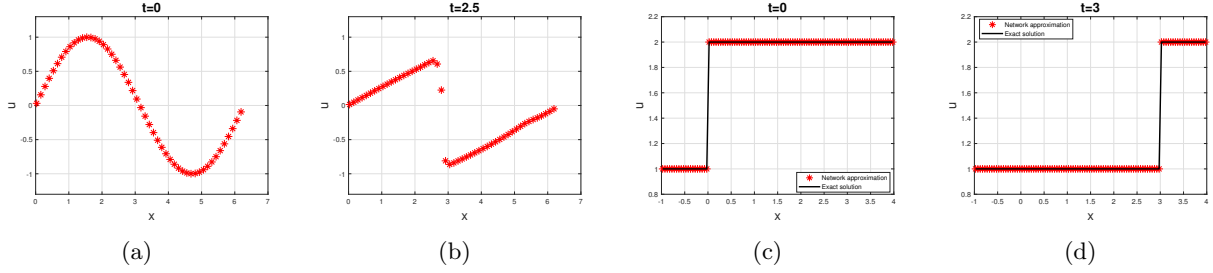 t=0
u
1
0.5
0
-0.5
-1
0 1 2 3 4 5 6 7
x
(a)
t=2.5
u
1
0.5
0
-0.5
-1
0 1 2 3 4 5 6 7
x
(b)
t=0
u
2.2
2
1.8
1.6
1.4
1.2
1
0.8
Network approximation
Exact solution
-1 -0.5 0 0.5 1 1.5 2 2.5 3 3.5 4
x
(c)
t=3
u
2.2
2
1.8
1.6
1.4
1.2
1
0.8
Network approximation
Exact solution
-1 -0.5 0 0.5 1 1.5 2 2.5 3 3.5 4
x
(d)